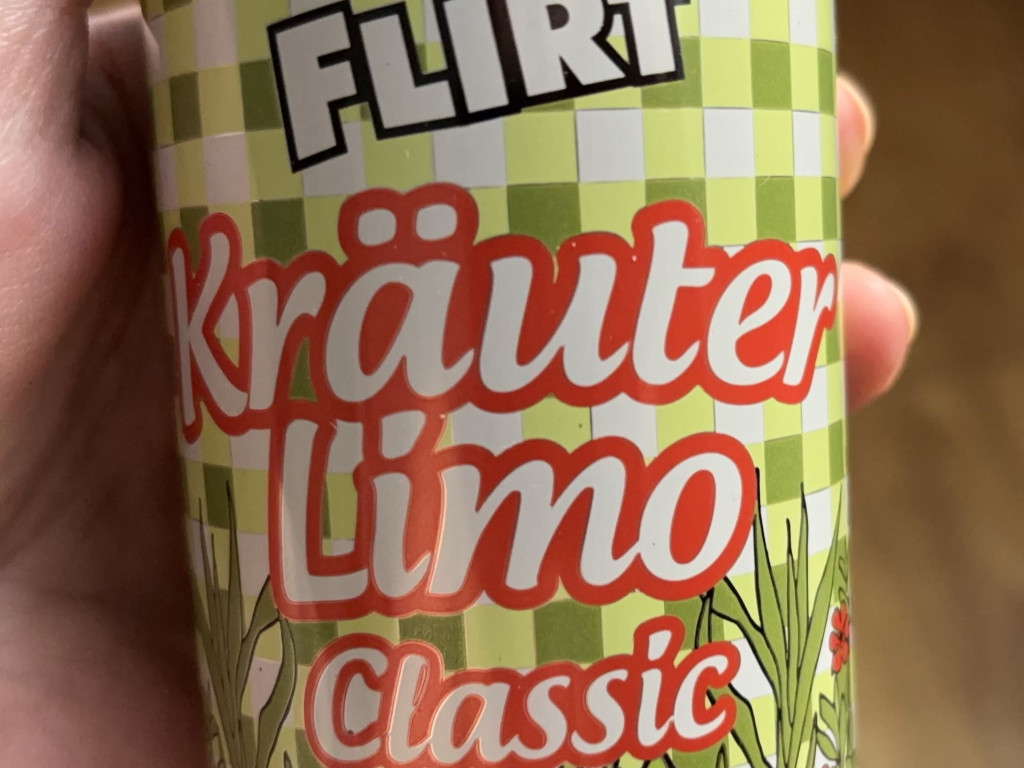 FLIRT
Kräuter
Limo
Classic